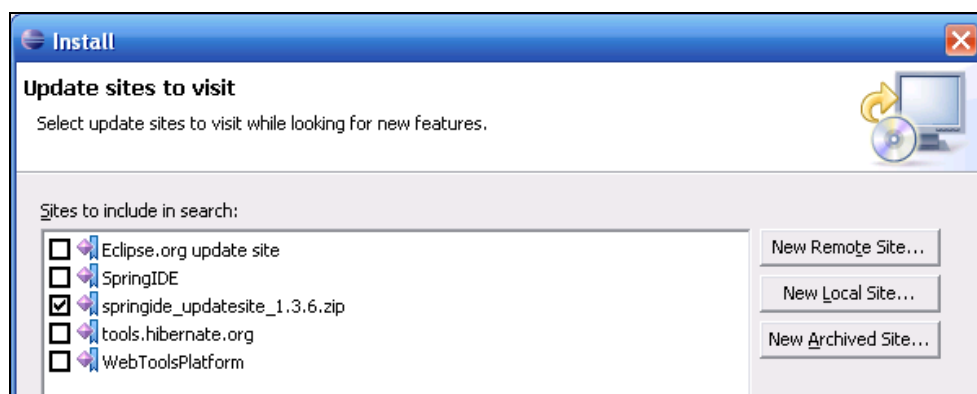 Install
Update sites to visit
Select update sites to visit while looking for new features.
Sites to include in search:
Eclipse.org update site
SpringIDE
springide_updatesite_1.3.6.zip
tools.hibernate.org
WebToolsPlatform
New Remote Site...
New Local Site...
New Archived Site...